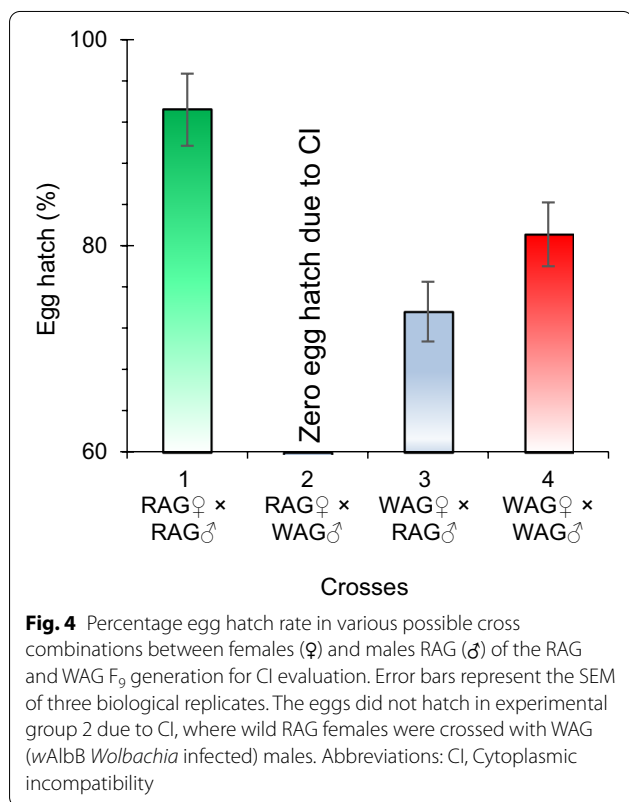 100
80
60
Egg hatch (%)
Zero egg hatch due to CI
1
RAG♀ ×
RAG♂
2
RAG♀ ×
WAG♂
3
WAG♀ ×
RAG♂
4
WAG♀ ×
WAG♂
Crosses
Fig. 4 Percentage egg hatch rate in various possible cross
combinations between females (♀) and males RAG (♂) of the RAG
and WAG F₉ generation for CI evaluation. Error bars represent the SEM
of three biological replicates. The eggs did not hatch in experimental
group 2 due to CI, where wild RAG females were crossed with WAG
(wAlbB Wolbachia infected) males. Abbreviations: CI, Cytoplasmic
incompatibility